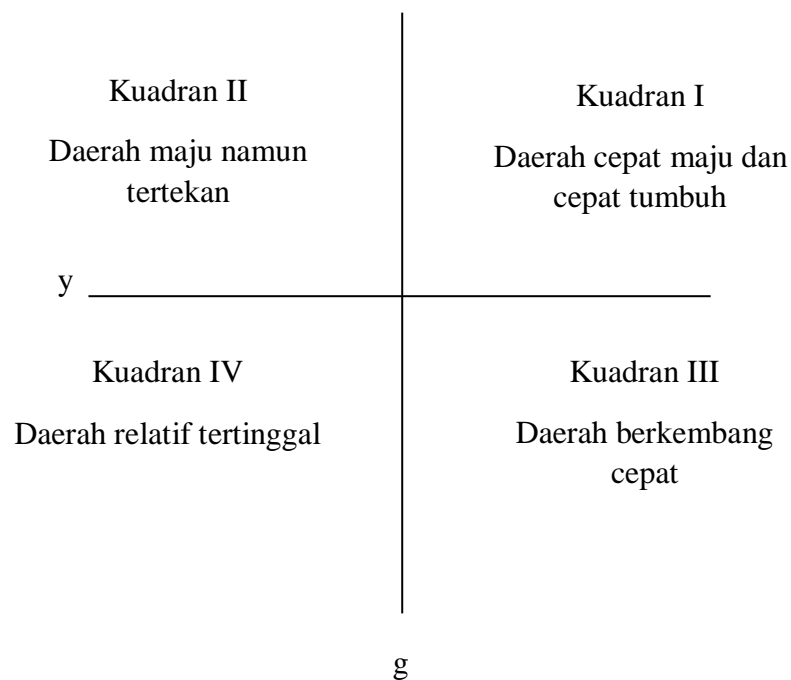 Kuadran II
Daerah maju namun
tertekan
Kuadran I
Daerah cepat maju dan
cepat tumbuh
y
Kuadran IV
Daerah relatif tertinggal
Kuadran III
Daerah berkembang
cepat
g